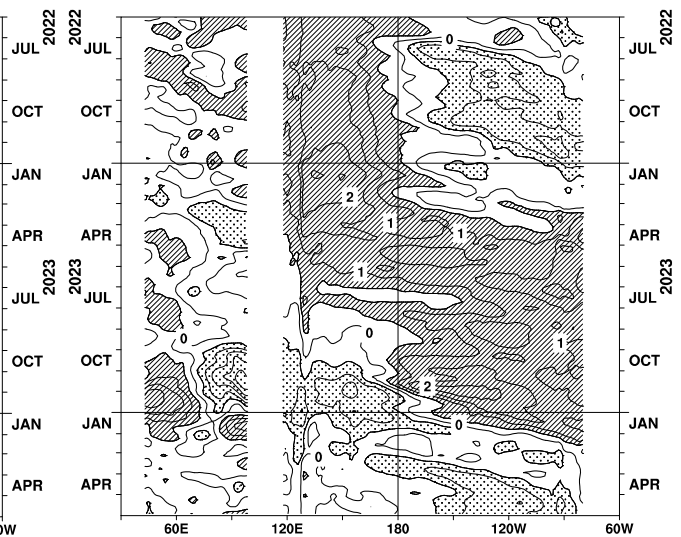 2022 2022 2022
JUL JUL 0 JUL
OCT OCT OCT
JAN JAN JAN
2
1 1
APR APR APR
2023 2023 1 2023
JUL JUL JUL
0 0 1
OCT OCT OCT
2
JAN JAN 0 JAN
0
APR APR APR
0W 60E 120E 180 120W 60W